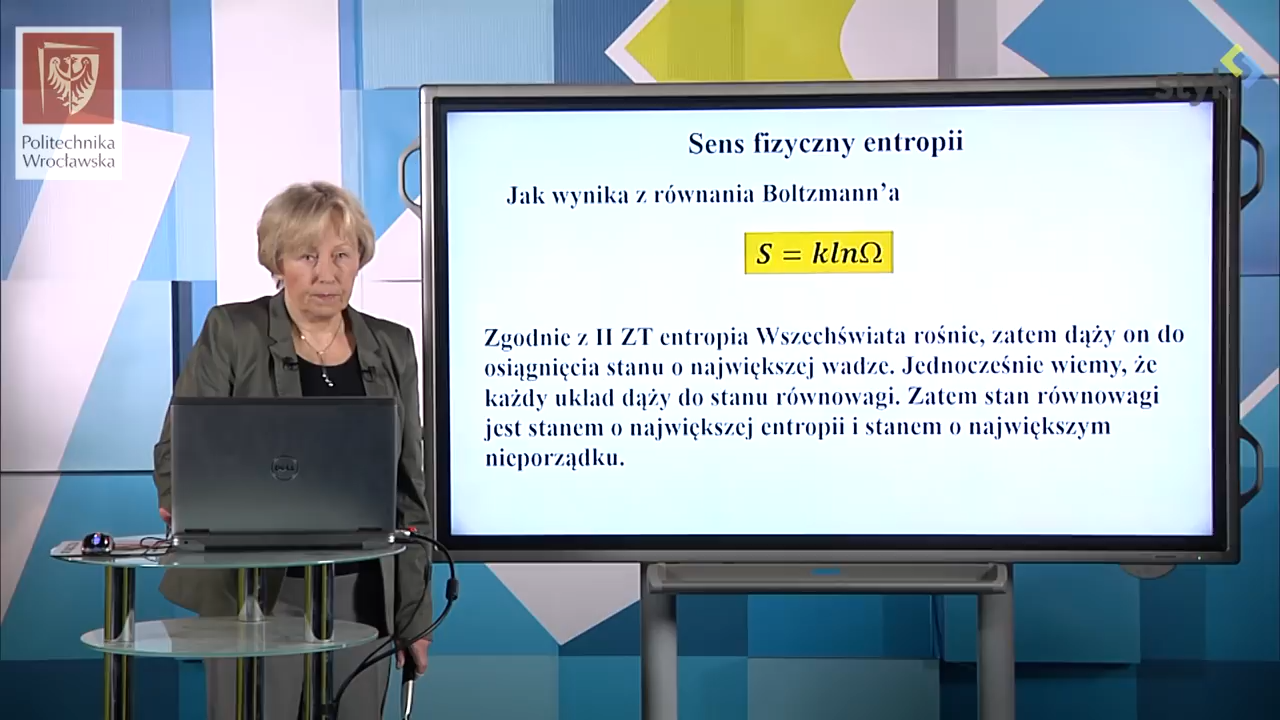 Politechnika
Wrocławska
Styk
Sens fizyczny entropii
Jak wynika z równania Boltzmann’a
S = klnΩ
Zgodnie z II ZT entropia Wszechświata rośnie, zatem dąży on do
osiągnięcia stanu o największej wadze. Jednocześnie wiemy, że
każdy układ dąży do stanu równowagi. Zatem stan równowagi
jest stanem o największej entropii i stanem o największym
nieporządku.
DELL